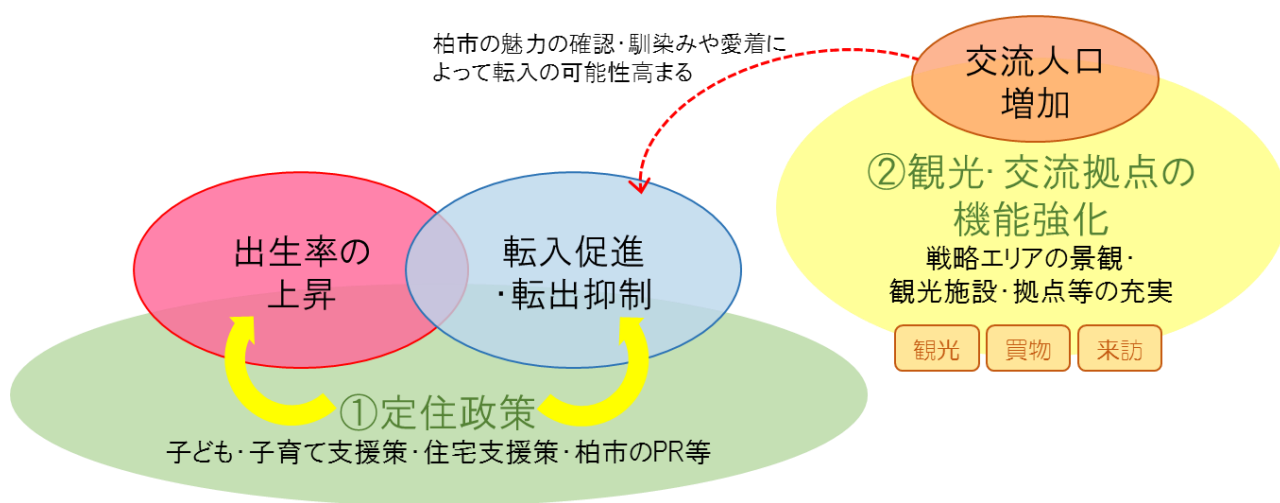 柏市の魅力の確認・馴染みや愛着に
よって転入の可能性高まる
交流人口
増加
②観光・交流拠点の
機能強化
戦略エリアの景観・
観光施設・拠点等の充実
観光
買物
来訪
出生率の
上昇
転入促進
・転出抑制
①定住政策
子ども・子育て支援策・住宅支援策・柏市のPR等